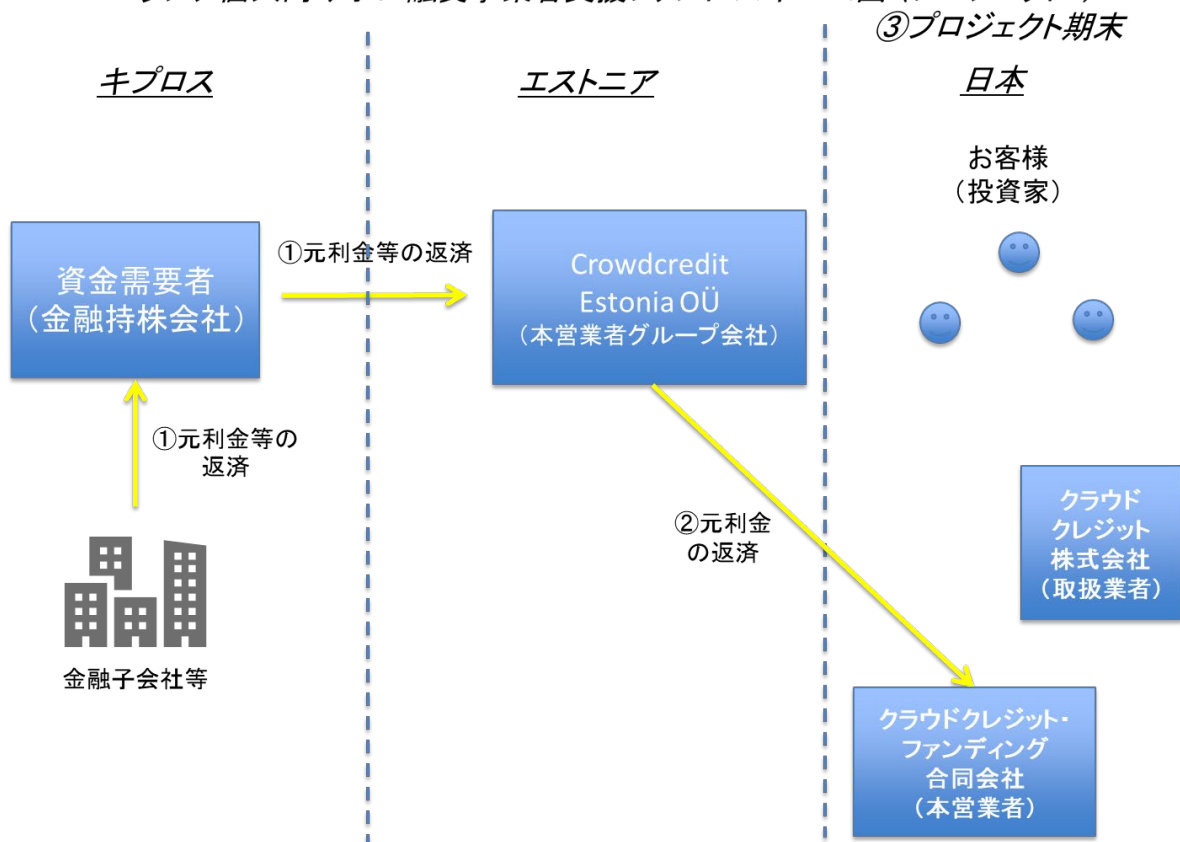 ③プロジェクト期末
キプロス
エストニア
日本
お客様
（投資家）
資金需要者
（金融持株会社）
①元利金等の返済
Crowdcredit
Estonia OÜ
（本営業者グループ会社）
①元利金等の
返済
金融子会社等
②元利金
の返済
クラウド
クレジット
株式会社
（取扱業者）
クラウドクレジット・
ファンディング
合同会社
（本営業者）